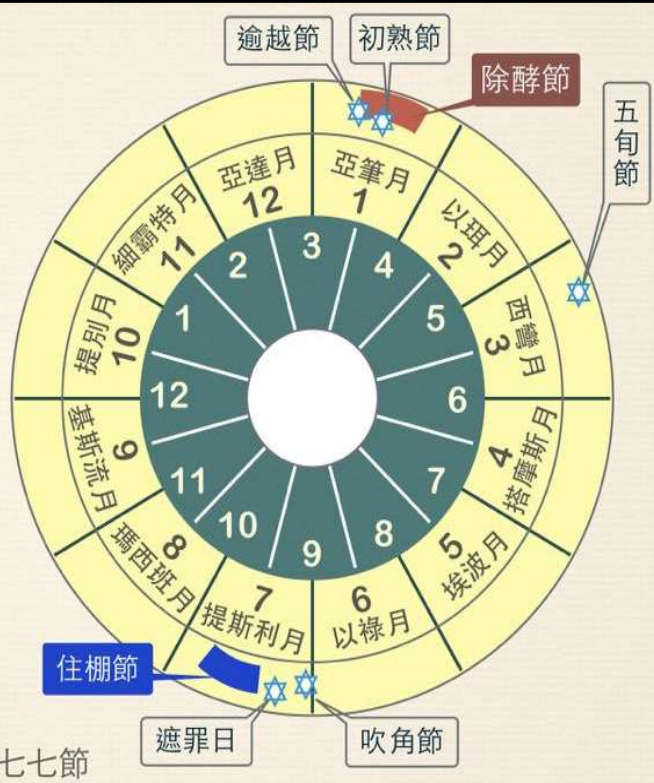 逾越節
初熟節
除酵節
五旬節
亞筆月
1
以珥月
2
西彎月
3
搭摩斯月
4
埃波月
5
以祿月
6
提斯利月
7
瑪西班月
8
基斯流月
9
提別月
10
細霸特月
11
亞達月
12
3
4
5
6
7
8
9
10
11
12
1
2
住棚節
遮罪日
吹角節
七七節